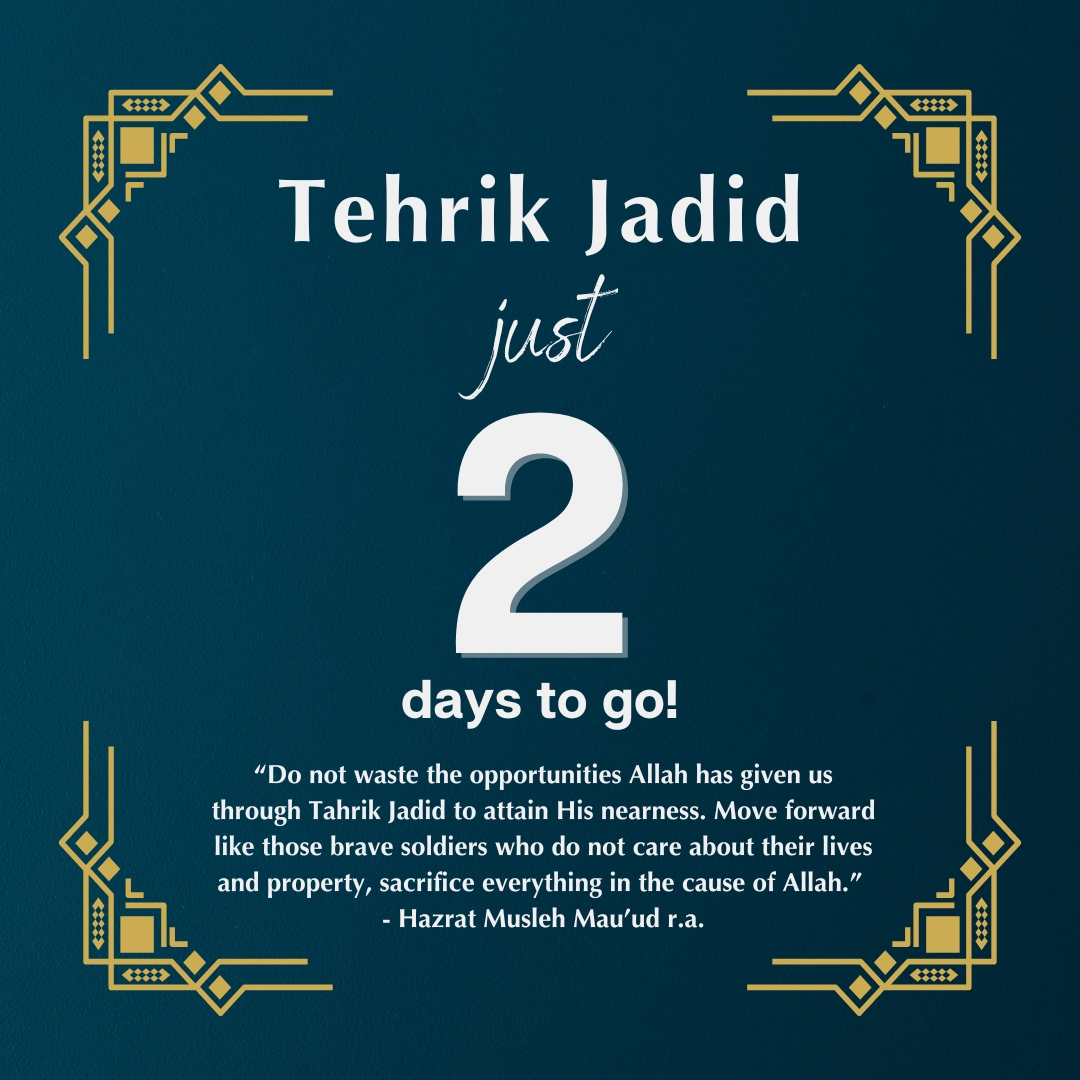 Tehrik Jadid
just
2
days to go!
“Do not waste the opportunities Allah has given us
through Tahrik Jadid to attain His nearness. Move forward
like those brave soldiers who do not care about their lives
and property, sacrifice everything in the cause of Allah.”
- Hazrat Musleh Mau’ud r.a.